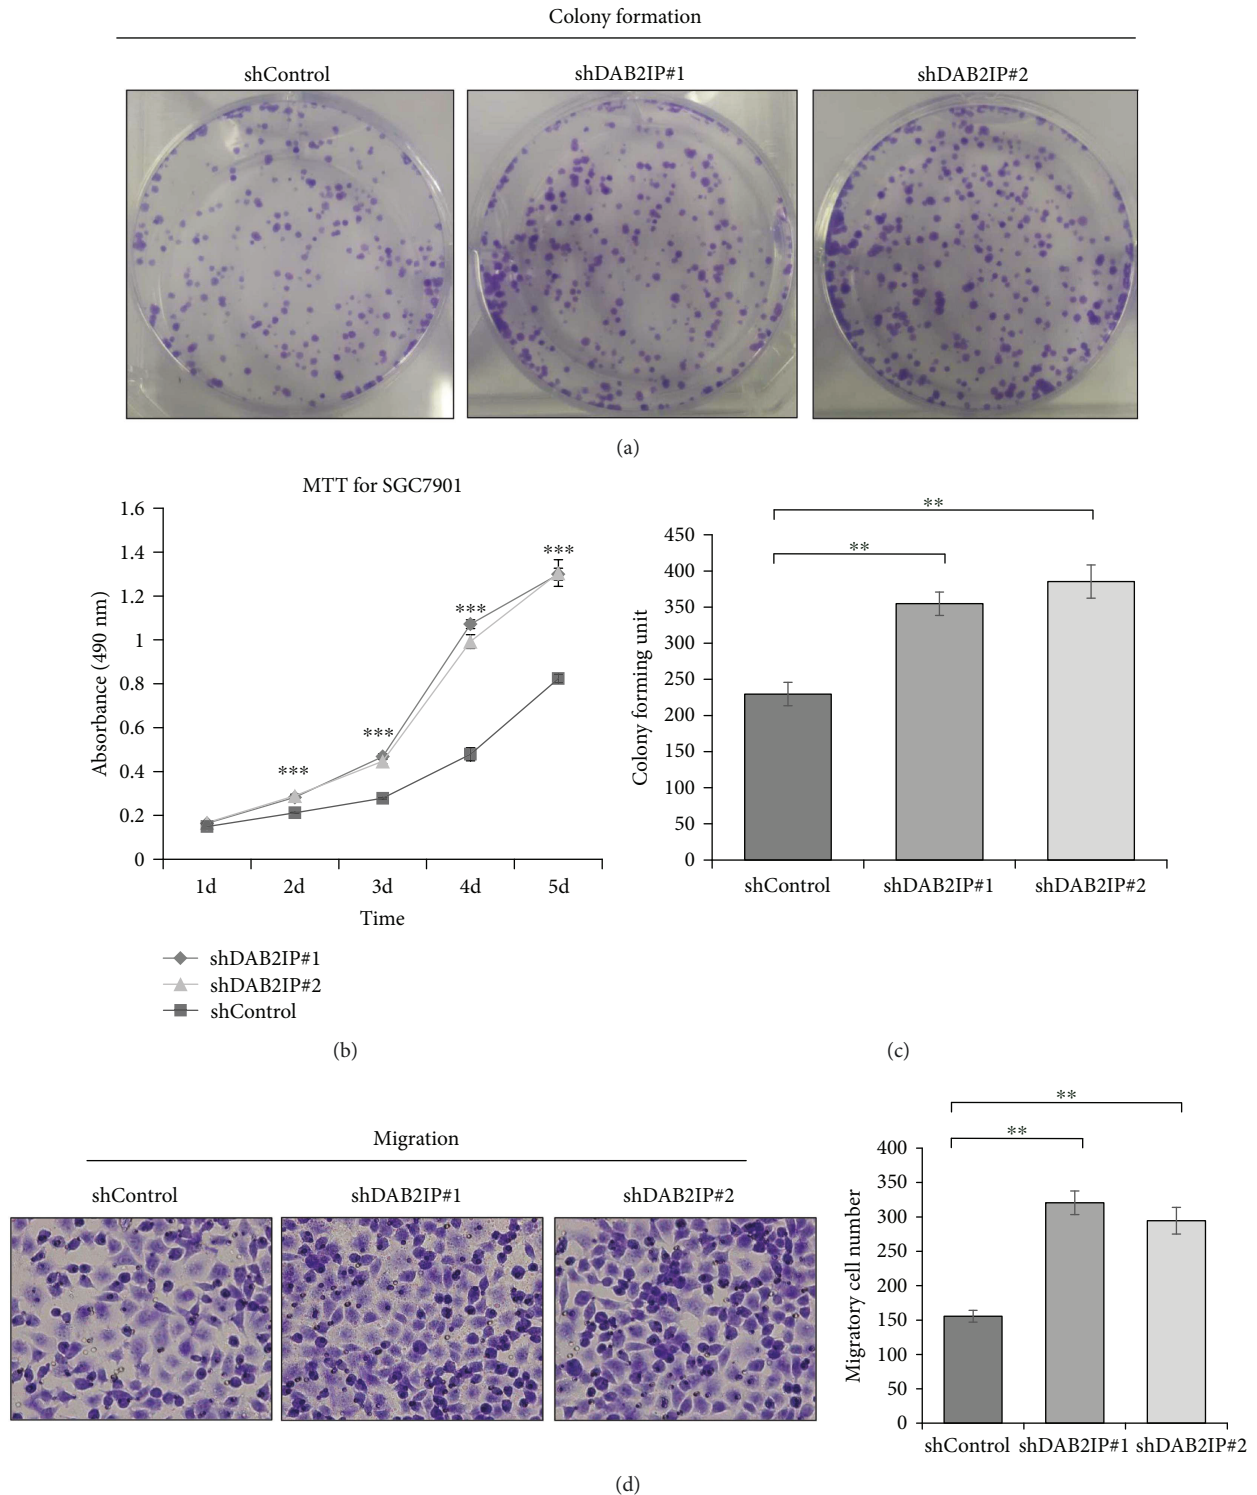 Colony formation
shControl shDAB2IP#1 shDAB2IP#2
(a)
MTT for SGC7901
1.6
1.4
1.2
1
0.8
0.6
0.4
0.2
0
Absorbance (490 nm)
***
***
***
***
1d 2d 3d 4d 5d
Time
shDAB2IP#1
shDAB2IP#2
shControl
(b)
**
**
450
400
350
300
250
200
150
100
50
0
Colony forming unit
shControl shDAB2IP#1 shDAB2IP#2
(c)
Migration
shControl shDAB2IP#1 shDAB2IP#2
**
**
400
350
300
250
200
150
100
50
0
Migratory cell number
shControl shDAB2IP#1 shDAB2IP#2
(d)